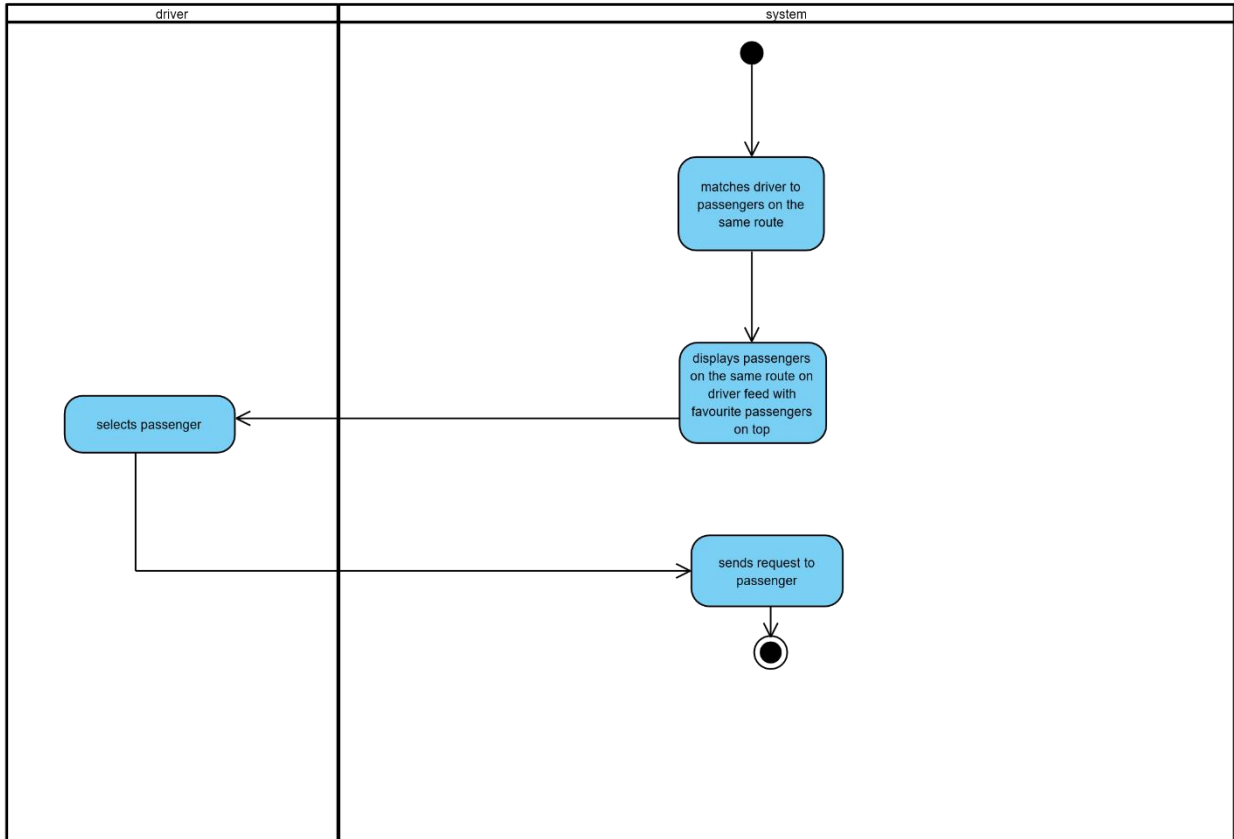 driver
system
matches driver to
passengers on the
same route
displays passengers
on the same route on
driver feed with
favourite passengers
on top
selects passenger
sends request to
passenger